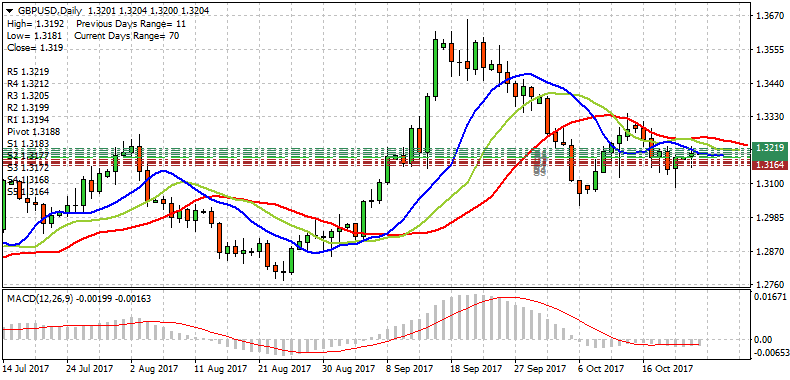 GBPUSD,Daily 1.3201 1.3204 1.3200 1.3204
High= 1.3192 Previous Days Range= 11
Low= 1.3181 Current Days Range= 70
Close= 1.319
R5 1.3219
R4 1.3212
R3 1.3205
R2 1.3199
R1 1.3194
Pivot 1.3188
S1 1.3183
S2 1.3177
S3 1.3172
S4 1.3168
S5 1.3164
1.3670
1.3555
1.3440
1.3330
1.3219
1.3164
1.3100
1.2985
1.2870
1.2760
MACD(12,26,9) -0.00199 -0.00163
0.01671
0.00
-0.00653
14 Jul 2017 24 Jul 2017 2 Aug 2017 11 Aug 2017 21 Aug 2017 30 Aug 2017 8 Sep 2017 18 Sep 2017 27 Sep 2017 6 Oct 2017 16 Oct 2017